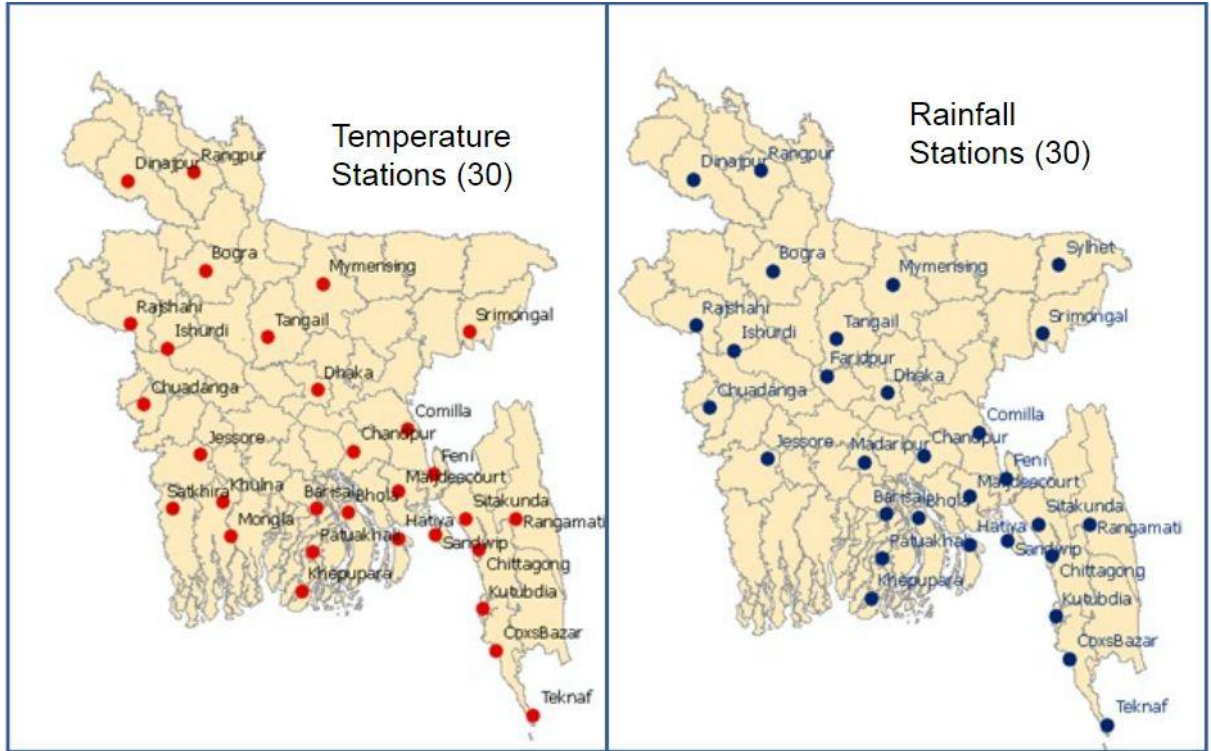 Temperature
Stations (30)
Dinajpur
Rangpur
Bogra
Mymensing
Rajshahi
Ishurdi
Tangail
Srimongal
Dhaka
Chuadanga
Comilla
Jessore
Chandpur
Feni
Maijdeecourt
Satkhira
Khulna
Barisal
Bhola
Sitakunda
Mongla
Hatiya
Rangamati
Patuakhali
Sandwip
Chittagong
Khepupara
Kutubdia
CoxsBazar
Teknaf
Rainfall
Stations (30)
Dinajpur
Rangpur
Bogra
Sylhet
Mymensing
Rajshahi
Ishurdi
Tangail
Srimongal
Faridpur
Dhaka
Chuadanga
Comilla
Jessore
Madaripur
Chandpur
Feni
Maijdeecourt
Barisal
Bhola
Sitakunda
Hatiya
Rangamati
Patuakhali
Sandwip
Chittagong
Khepupara
Kutubdia
CoxsBazar
Teknaf